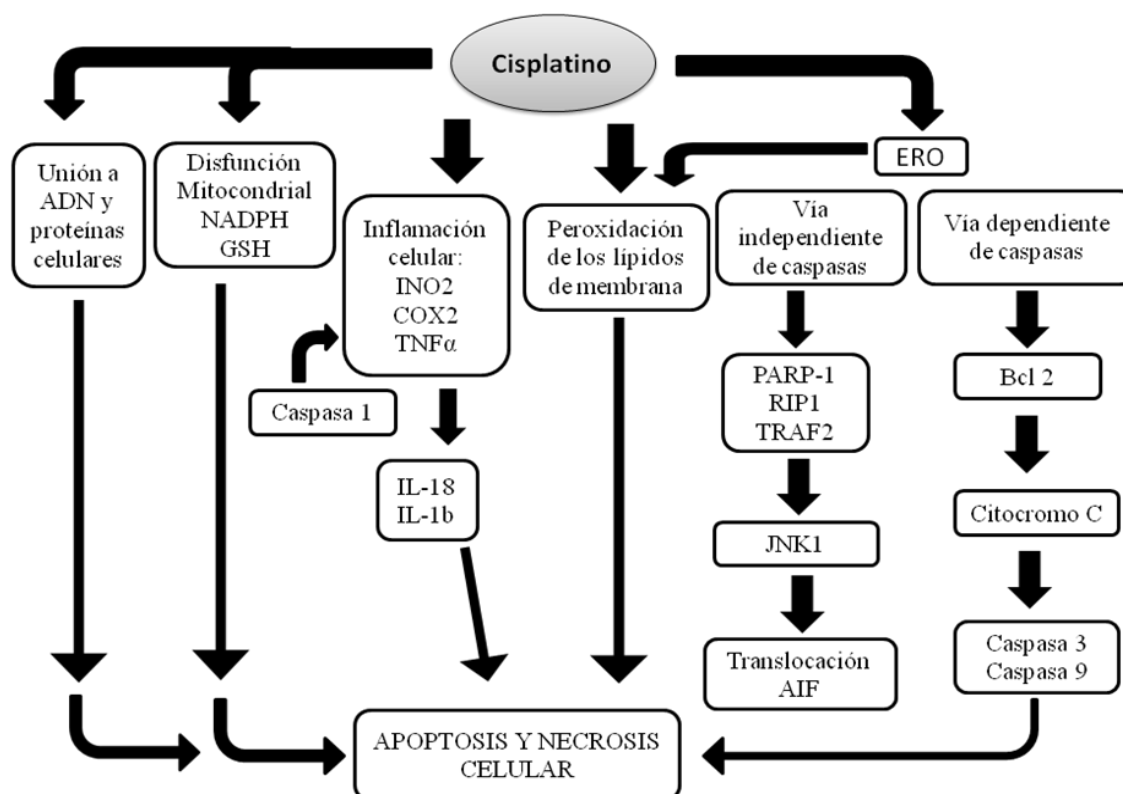 Cisplatino
ERO
Unión a
ADN y
proteínas
celulares
Disfunción
Mitocondrial
NADPH
GSH
Inflamación
celular:
INO2
COX2
TNFα
Peroxidación
de los lípidos
de membrana
Vía
independiente
de caspasas
Vía dependiente
de caspasas
Caspasa 1
PARP-1
RIP1
TRAF2
Bcl 2
IL-18
IL-1b
JNK1
Citocromo C
Translocación
AIF
Caspasa 3
Caspasa 9
APOPTOSIS Y NECROSIS
CELULAR